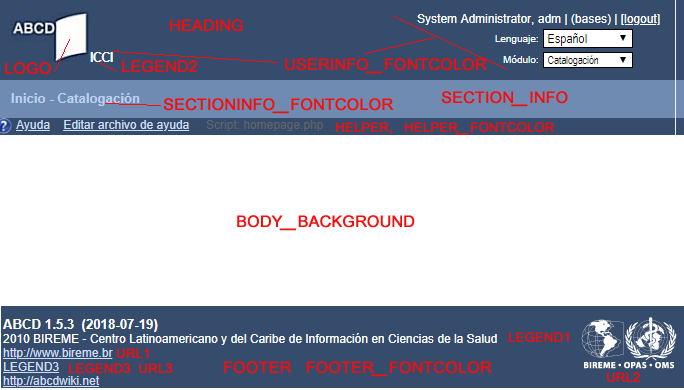 System Administrator, adm | (bases) | [logout]
HEADING
ABCD
Lenguaje: Español
ICCI
LOGO
LEGEND2
USERINFO__FONTCOLOR
Módulo: Catalogación
Inicio - Catalogación
SECTIONINFO__FONTCOLOR
SECTION__INFO
? Ayuda Editar archivo de ayuda Script: homepage.php HELPER, HELPER__FONTCOLOR
BODY__BACKGROUND
ABCD 1.5.3 (2018-07-19)
2010 BIREME - Centro Latinoamericano y del Caribe de Información en Ciencias de la Salud LEGEND1
http://www.bireme.br URL1
LEGEND3 LEGEND3 URL3 FOOTER FOOTER__FONTCOLOR
BIREME • OPAS • OMS
http://abcdwiki.net
URL2